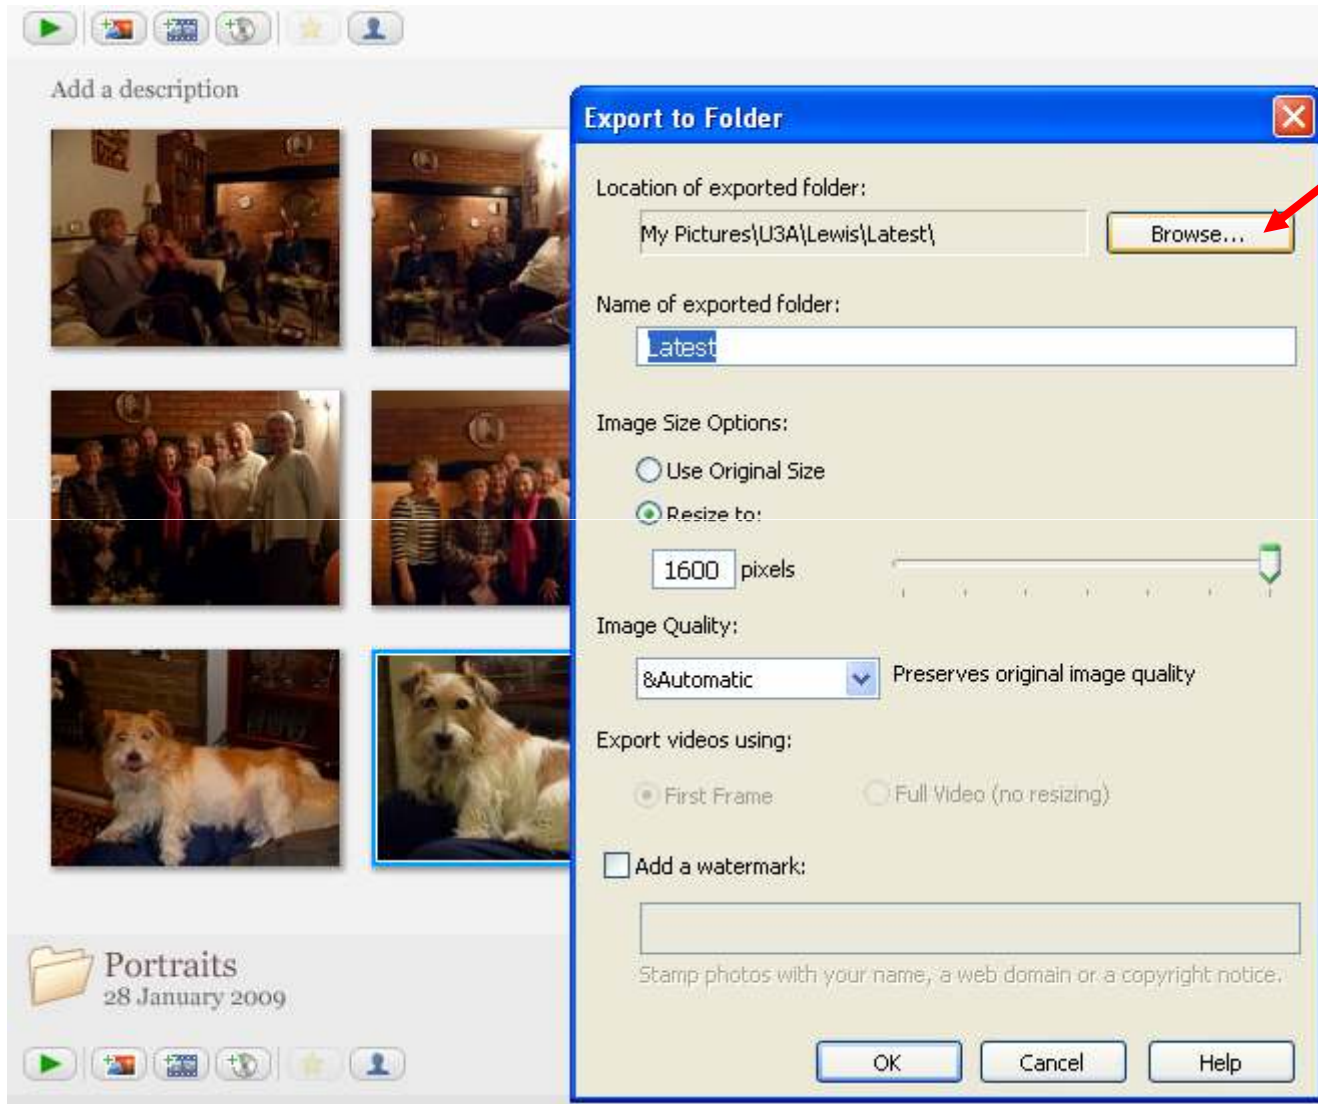 Add a description
Export to Folder
Location of exported folder:
My Pictures\U3A\Lewis\Latest\
Browse...
Name of exported folder:
Latest
Image Size Options:
Use Original Size
Resize to:
1600 pixels
Image Quality:
&Automatic
Preserves original image quality
Export videos using:
First Frame
Full Video (no resizing)
Add a watermark:
Stamp photos with your name, a web domain or a copyright notice.
OK
Cancel
Help
Portraits
28 January 2009